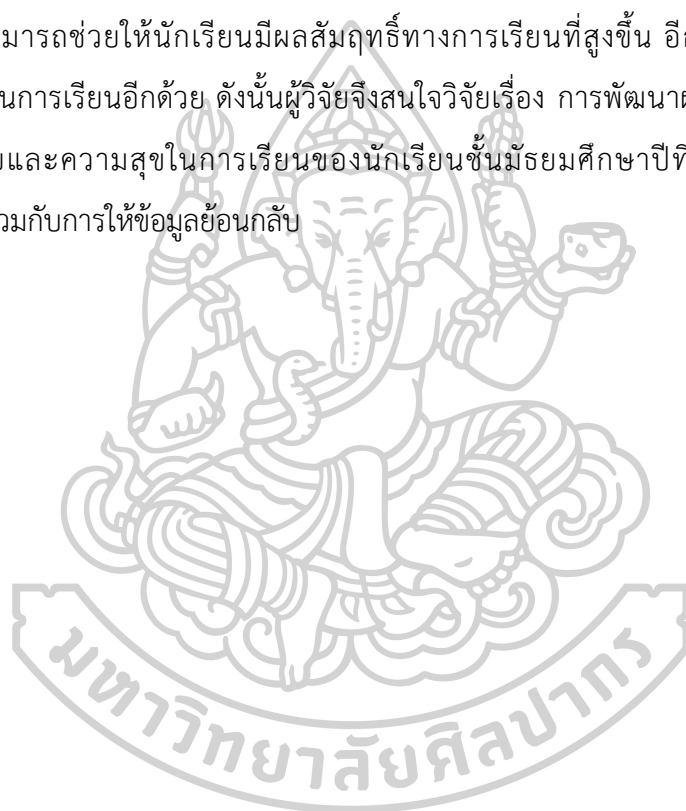 มารถช่วยให้นักเรียนมีผลสัมฤทธิ์ทางการเรียนที่สูงขึ้น อีก
นการเรียนอีกด้วย ดังนั้นผู้วิจัยจึงสนใจวิจัยเรื่อง การพัฒนา
และความสุขในการเรียนของนักเรียนชั้นมัธยมศึกษาปีที่
วมกับการให้ข้อมูลย้อนกลับ
มหาวิทยาลัยศิลปากร